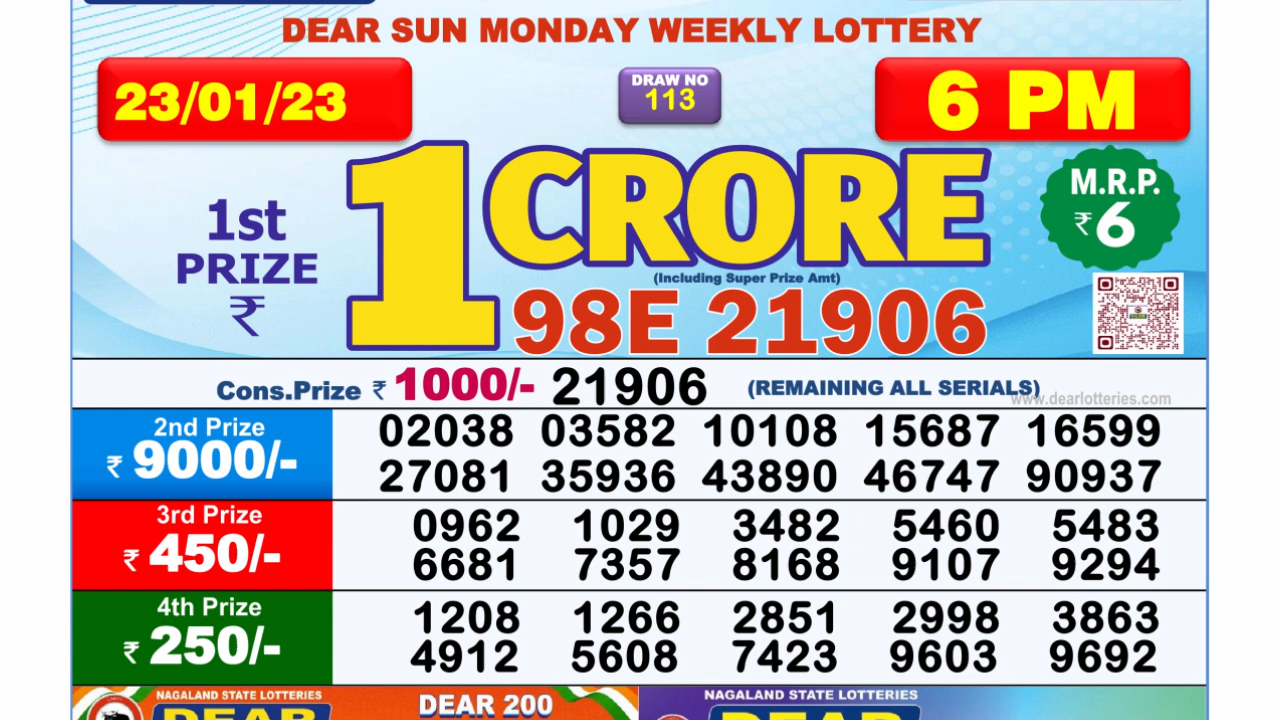 DEAR SUN MONDAY WEEKLY LOTTERY
23/01/23
DRAW NO
113
6 PM
1st
PRIZE
₹
1 CRORE
(Including Super Prize Amt)
98E 21906
M.R.P.
₹6
Cons.Prize ₹ 1000/- 21906 (REMAINING ALL SERIALS)
www.dearlotteries.com
2nd Prize
₹ 9000/-
02038 03582 10108 15687 16599
27081 35936 43890 46747 90937
3rd Prize
₹ 450/-
0962 1029 3482 5460 5483
6681 7357 8168 9107 9294
4th Prize
₹ 250/-
1208 1266 2851 2998 3863
4912 5608 7423 9603 9692
NAGALAND STATE LOTTERIES
DEAR
DEAR 200
NAGALAND STATE LOTTERIES
DEAR